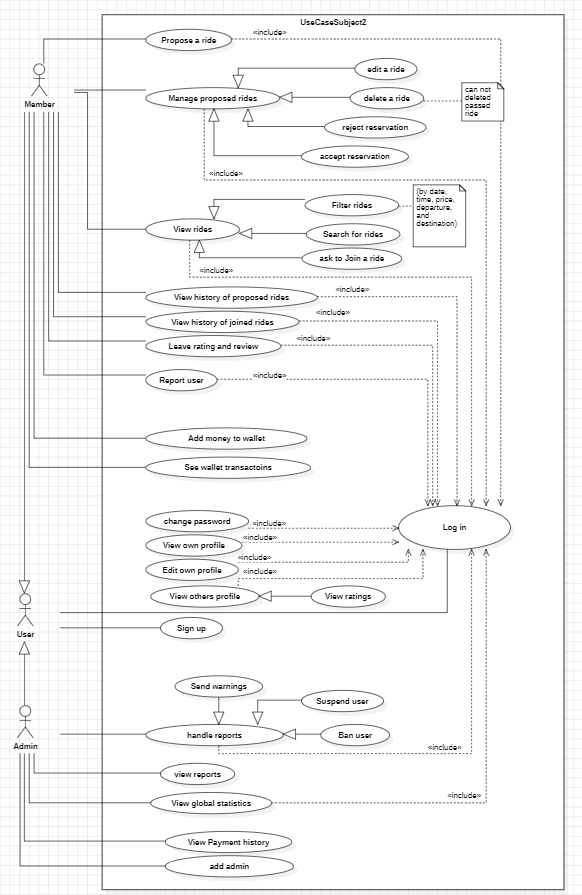 UseCaseSubject2
Propose a ride
«include»
edit a ride
Member
Manage proposed rides
delete a ride
can not
deleted
passed
ride
reject reservation
accept reservation
«include»
Filter rides
(by date,
time, price,
departure,
and
destination)
View rides
Search for rides
ask to Join a ride
«include»
View history of proposed rides
«include»
View history of joined rides
«include»
Leave rating and review
«include»
Report user
«include»
Add money to wallet
See wallet transactoins
change password
«include»
Log in
View own profile
«include»
Edit own profile
«include»
«include»
View others profile
View ratings
User
Sign up
Send warnings
Suspend user
Admin
handle reports
Ban user
«include»
view reports
View global statistics
«include»
View Payment history
add admin